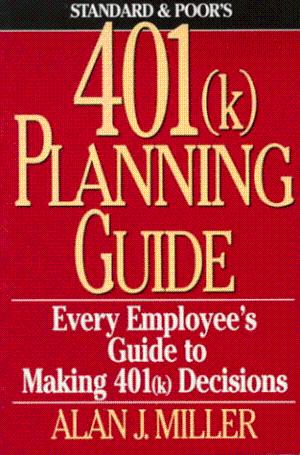 STANDARD & POOR'S
401(k)
PLANNING
GUIDE
Every Employee's
Guide to
Making 401(k) Decisions
ALAN J. MILLER